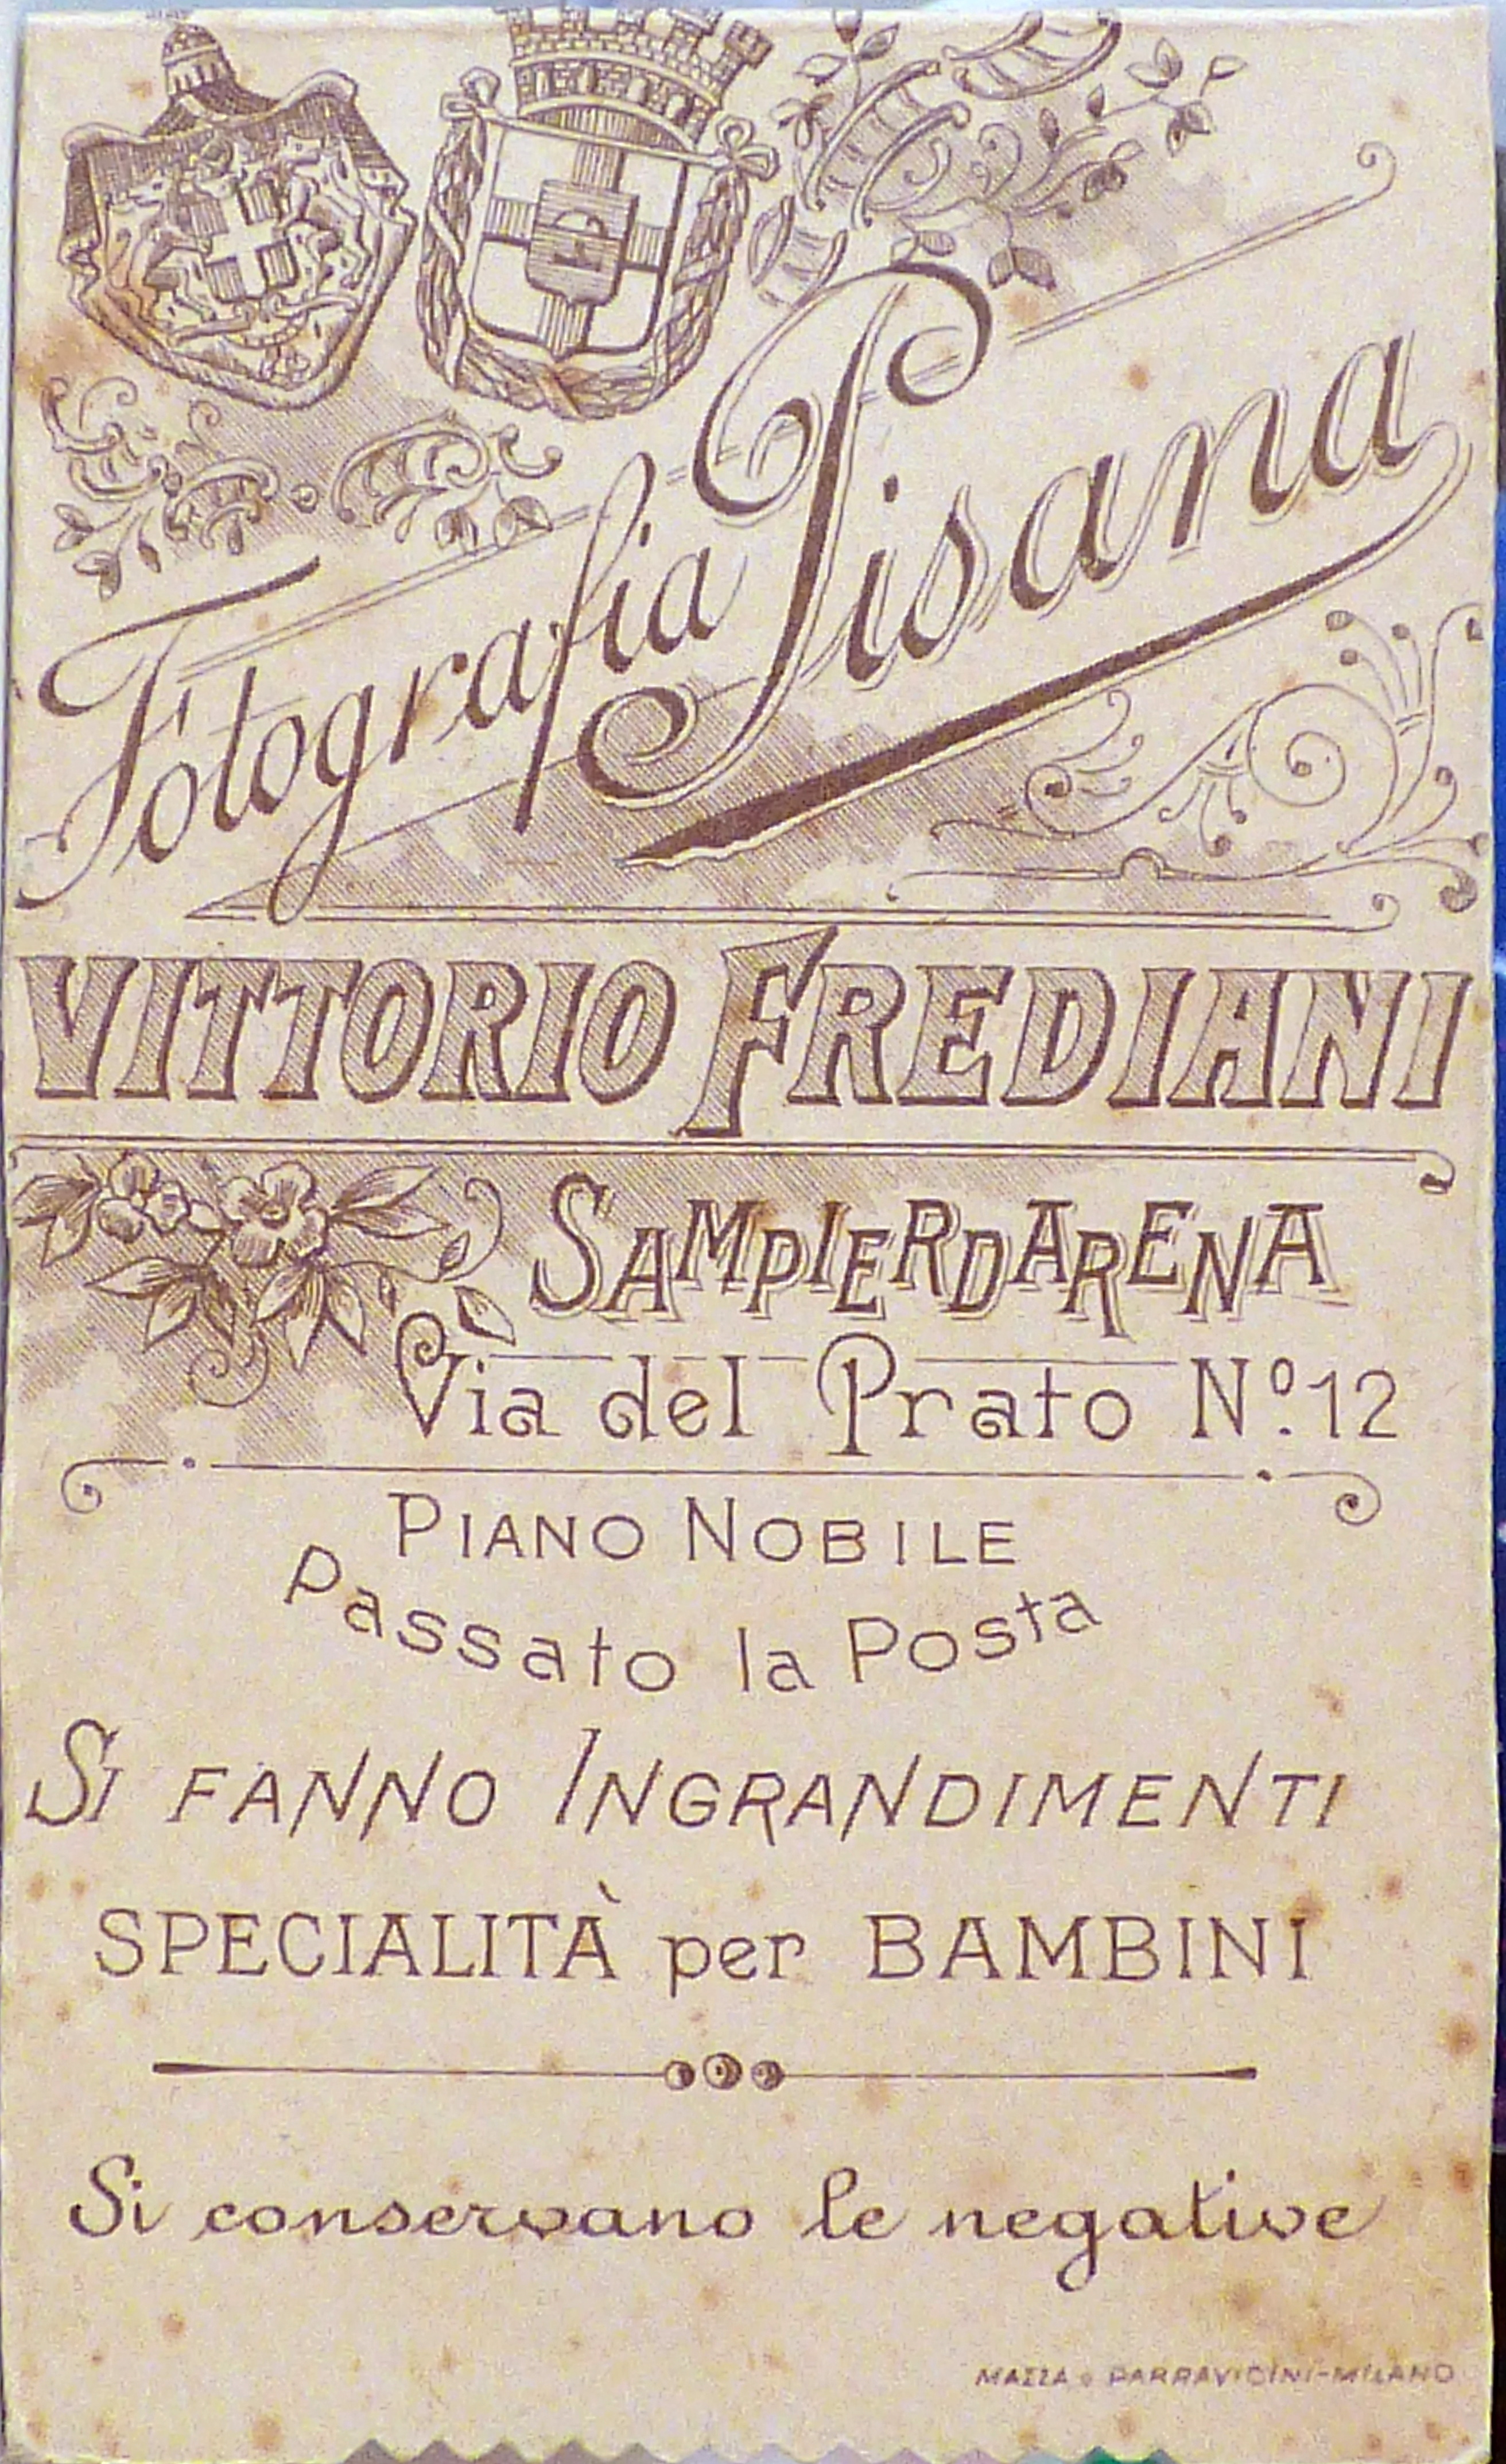 Fotografia Pisana
VITTORIO FREDIANI
SAMPIERDARENA
Via del Prato N.º 12
PIANO NOBILE
Passato la Posta
SI FANNO INGRANDIMENTI
SPECIALITÀ per BAMBINI
Si conservano le negative
MAZZA e PARRAVICINI-MILANO